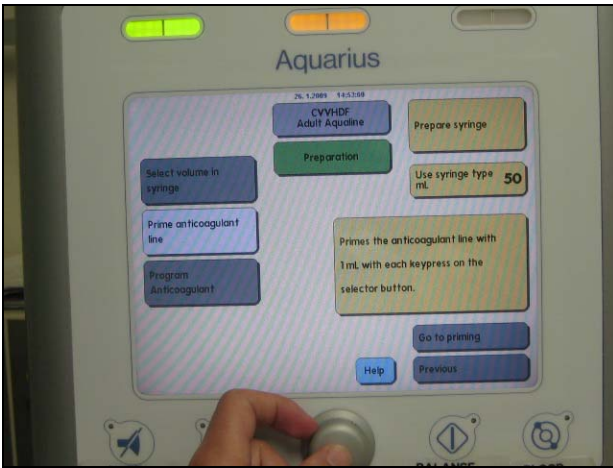 Aquarius
26.1.2009 14:53:08
CVVHDF
Adult Aqualine
Prepare syringe
Preparation
Select volume in
syringe
Use syringe type
mL 50
Prime anticoagulant
line
Primes the anticoagulant line with
1 mL with each keypress on the
selector button.
Program
Anticoagulant
Go to priming
Help
Previous
BALANCE